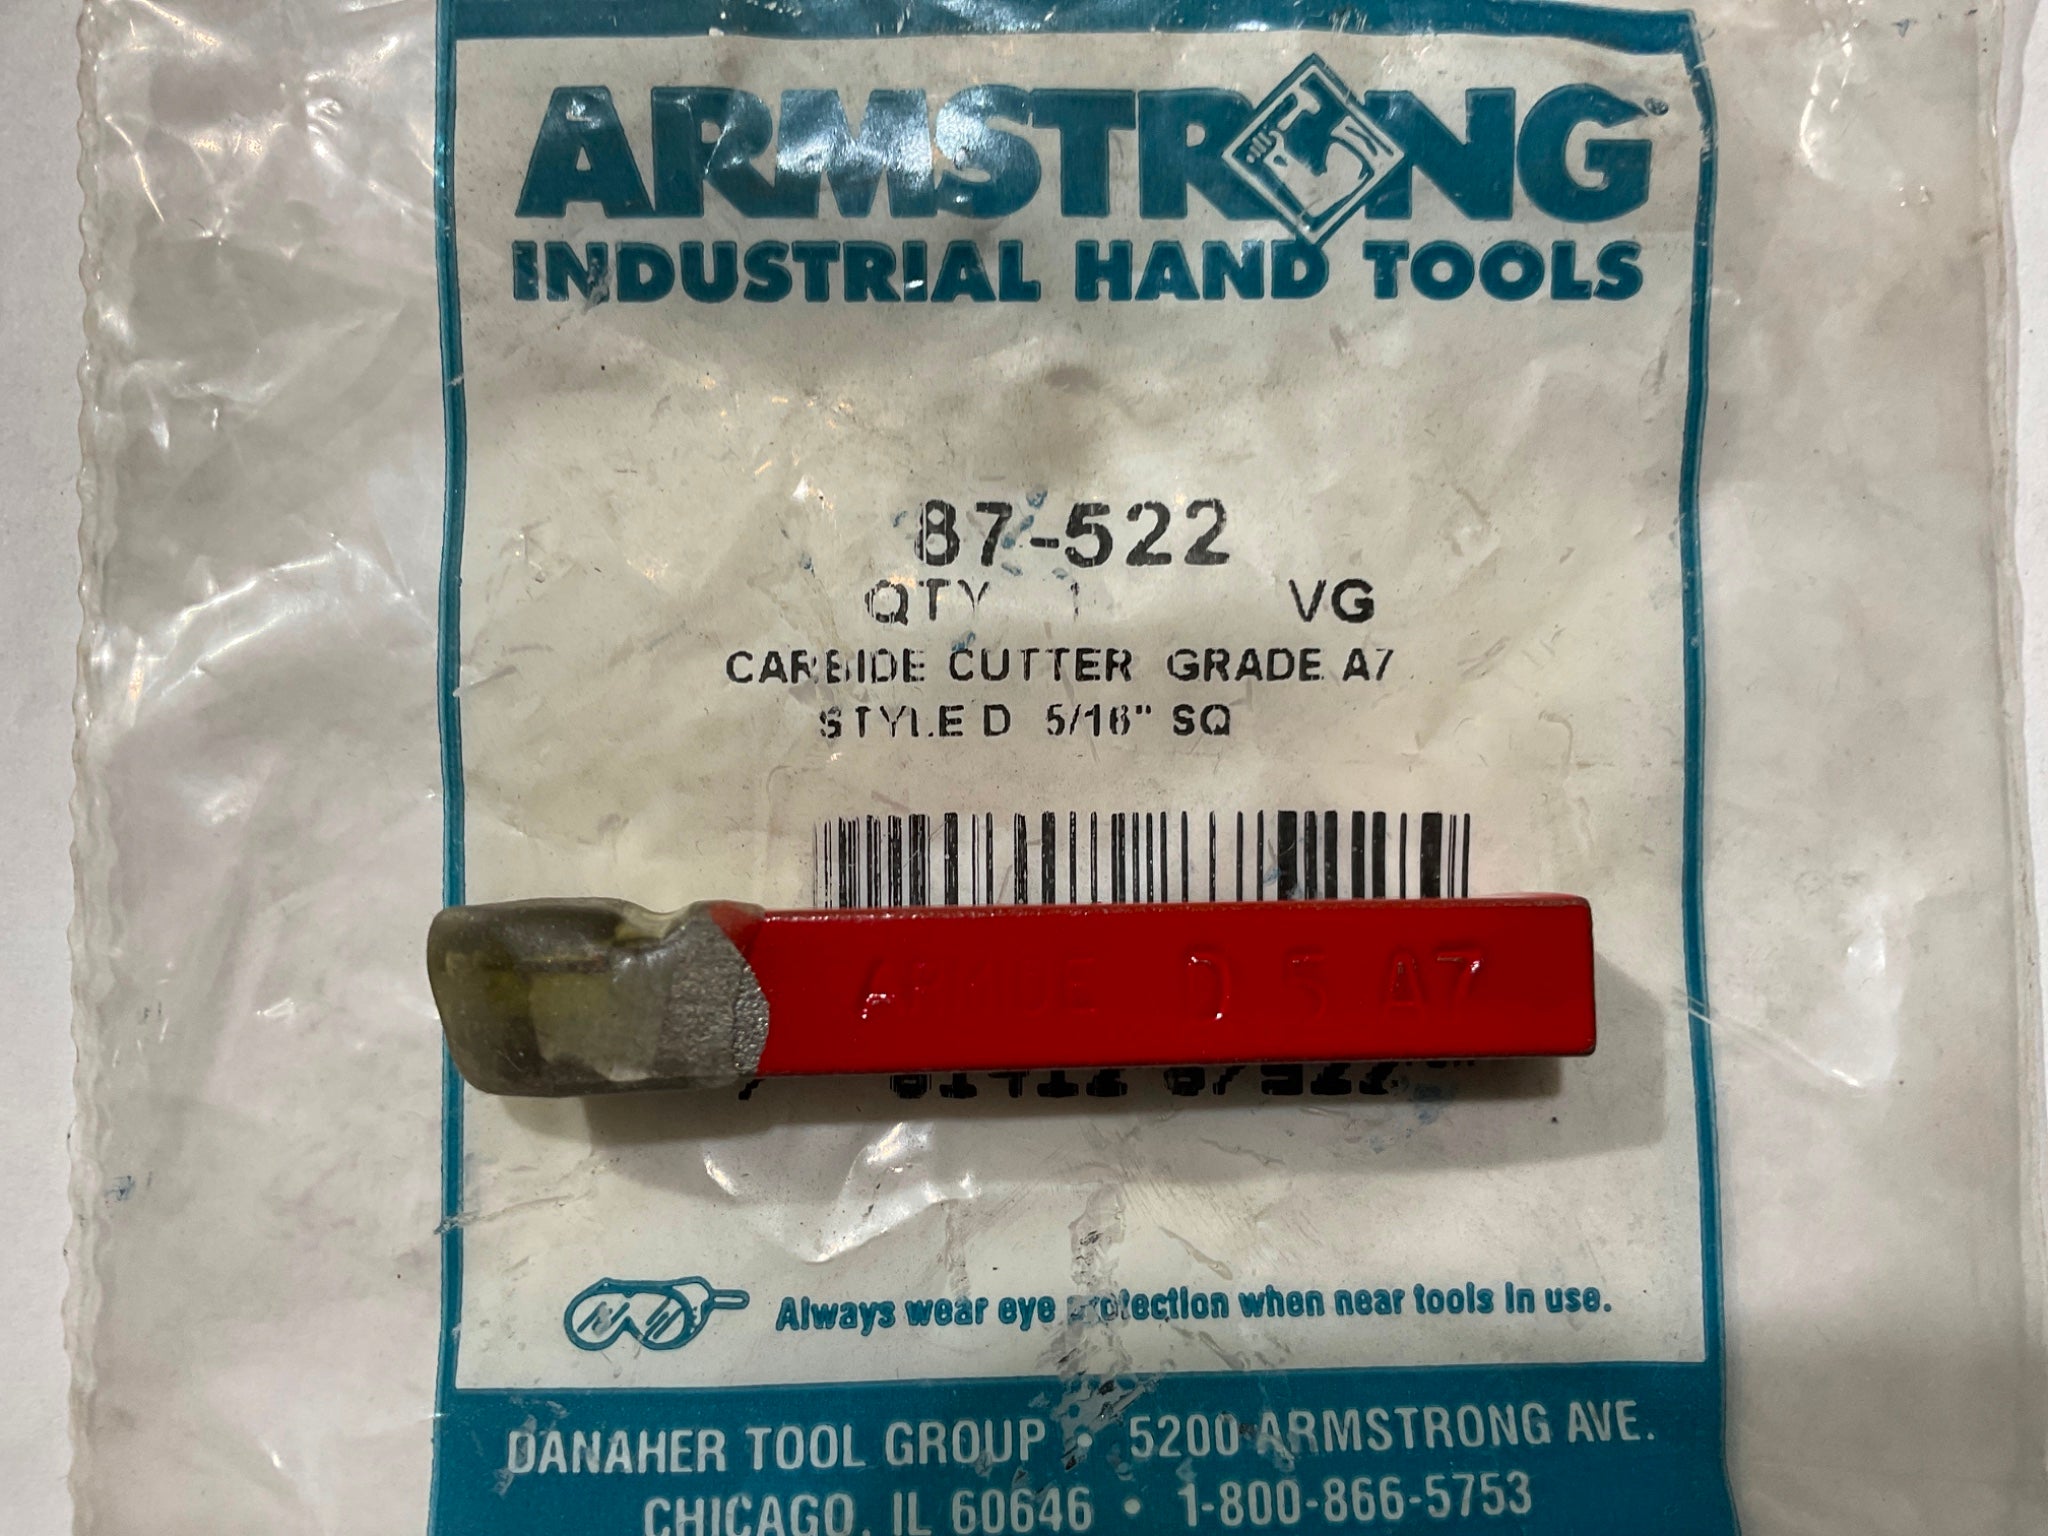 ARMSTRONG®
INDUSTRIAL HAND TOOLS
87-522
QTY 1 VG
CARBIDE CUTTER GRADE A7
STYLE D 5/16" SQ
ARMIDE D 5 A7
Always wear eye protection when near tools in use.
DANAHER TOOL GROUP • 5200 ARMSTRONG AVE.
CHICAGO, IL 60646 • 1-800-866-5753